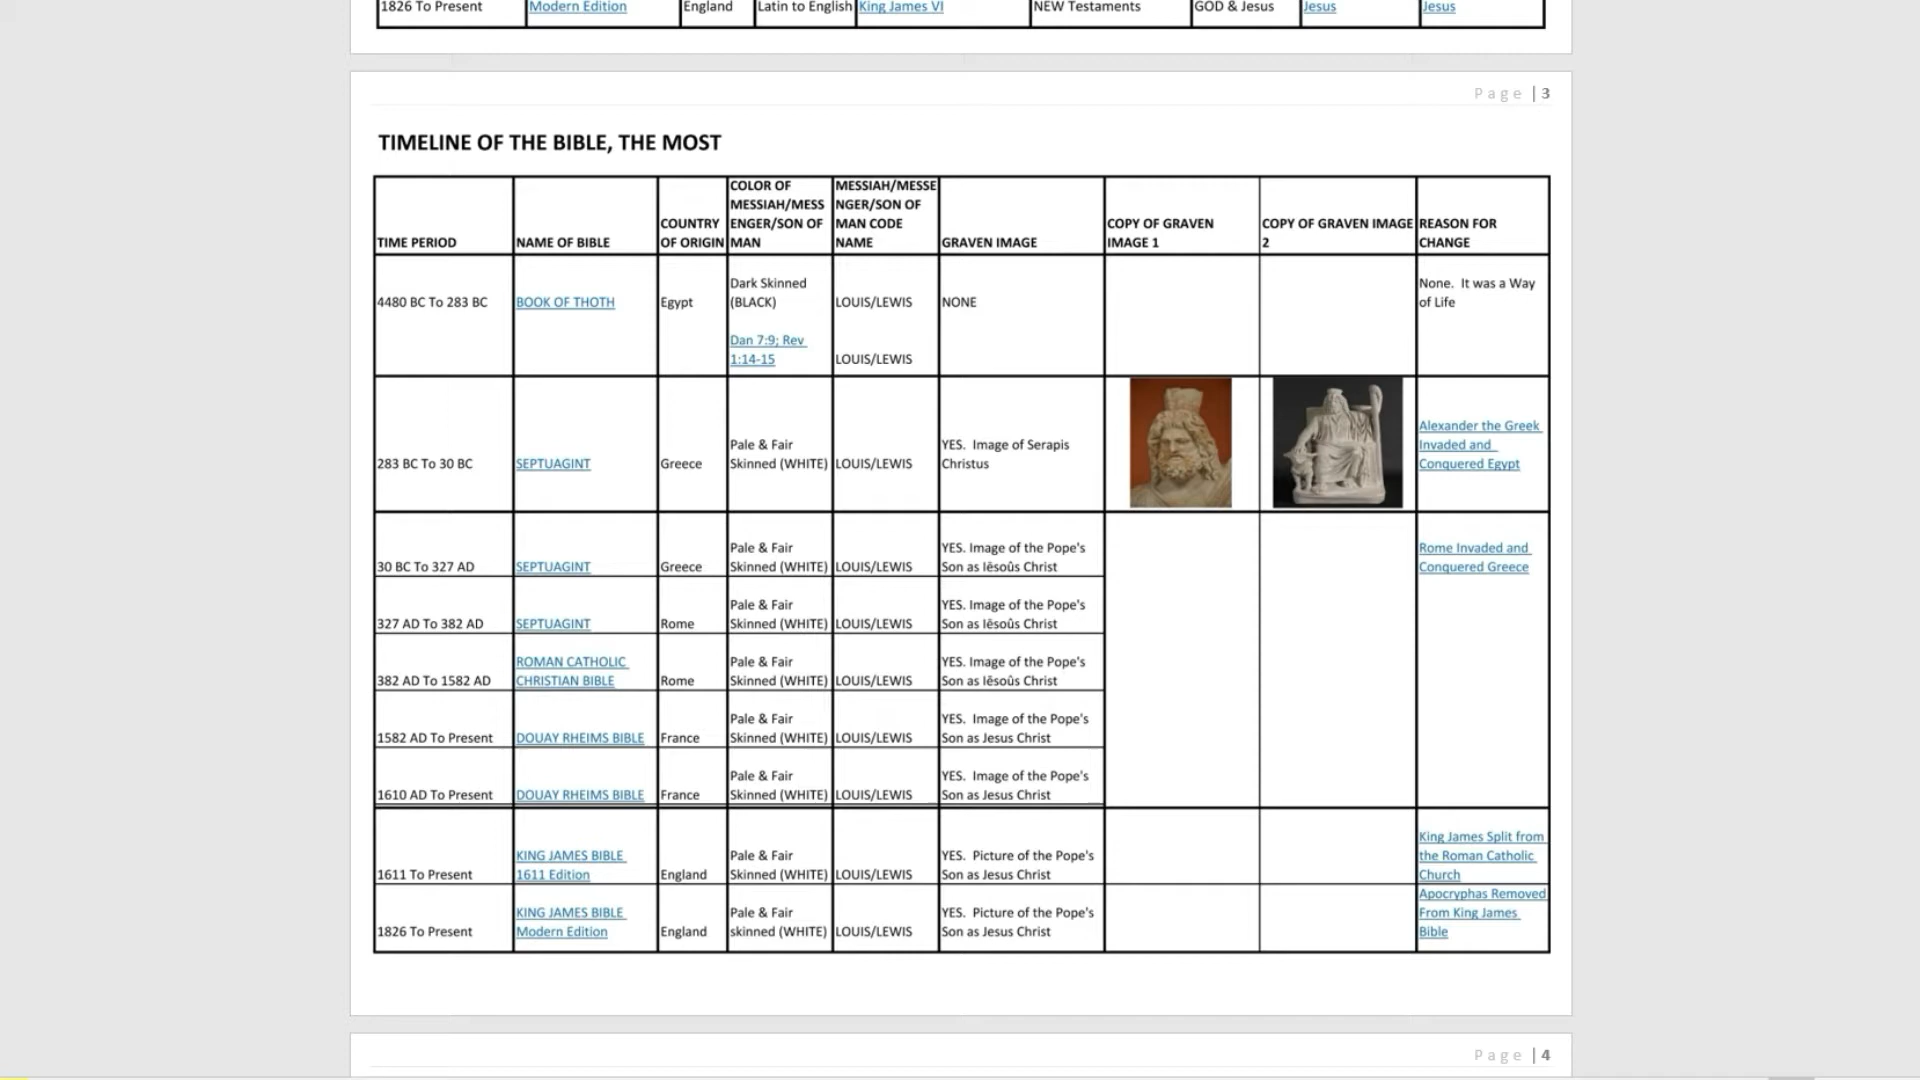 1826 To Present Modern Edition England Latin to English King James VI NEW Testaments GOD & Jesus Jesus Jesus
Page | 3
TIMELINE OF THE BIBLE, THE MOST
TIME PERIOD
NAME OF BIBLE
COUNTRY
OF ORIGIN
COLOR OF
MESSIAH/MESS
ENGER/SON OF
MAN
MESSIAH/MESSE
NGER/SON OF
MAN CODE
NAME
GRAVEN IMAGE
COPY OF GRAVEN
IMAGE 1
COPY OF GRAVEN IMAGE
2
REASON FOR
CHANGE
4480 BC To 283 BC
BOOK OF THOTH
Egypt
Dark Skinned
(BLACK)
Dan 7:9; Rev
1:14-15
LOUIS/LEWIS
LOUIS/LEWIS
NONE
None.  It was a Way
of Life
283 BC To 30 BC
SEPTUAGINT
Greece
Pale & Fair
Skinned (WHITE)
LOUIS/LEWIS
YES.  Image of Serapis
Christus
Alexander the Greek
Invaded and
Conquered Egypt
30 BC To 327 AD
SEPTUAGINT
Greece
Pale & Fair
Skinned (WHITE)
LOUIS/LEWIS
YES. Image of the Pope's
Son as Iēsoûs Christ
Rome Invaded and
Conquered Greece
327 AD To 382 AD
SEPTUAGINT
Rome
Pale & Fair
Skinned (WHITE)
LOUIS/LEWIS
YES. Image of the Pope's
Son as Iēsoûs Christ
382 AD To 1582 AD
ROMAN CATHOLIC
CHRISTIAN BIBLE
Rome
Pale & Fair
Skinned (WHITE)
LOUIS/LEWIS
YES. Image of the Pope's
Son as Iēsoûs Christ
1582 AD To Present
DOUAY RHEIMS BIBLE
France
Pale & Fair
Skinned (WHITE)
LOUIS/LEWIS
YES.  Image of the Pope's
Son as Jesus Christ
1610 AD To Present
DOUAY RHEIMS BIBLE
France
Pale & Fair
Skinned (WHITE)
LOUIS/LEWIS
YES.  Image of the Pope's
Son as Jesus Christ
1611 To Present
KING JAMES BIBLE
1611 Edition
England
Pale & Fair
Skinned (WHITE)
LOUIS/LEWIS
YES.  Picture of the Pope's
Son as Jesus Christ
King James Split from
the Roman Catholic
Church
1826 To Present
KING JAMES BIBLE
Modern Edition
England
Pale & Fair
skinned (WHITE)
LOUIS/LEWIS
YES.  Picture of the Pope's
Son as Jesus Christ
Apocryphas Removed
From King James
Bible
Page | 4